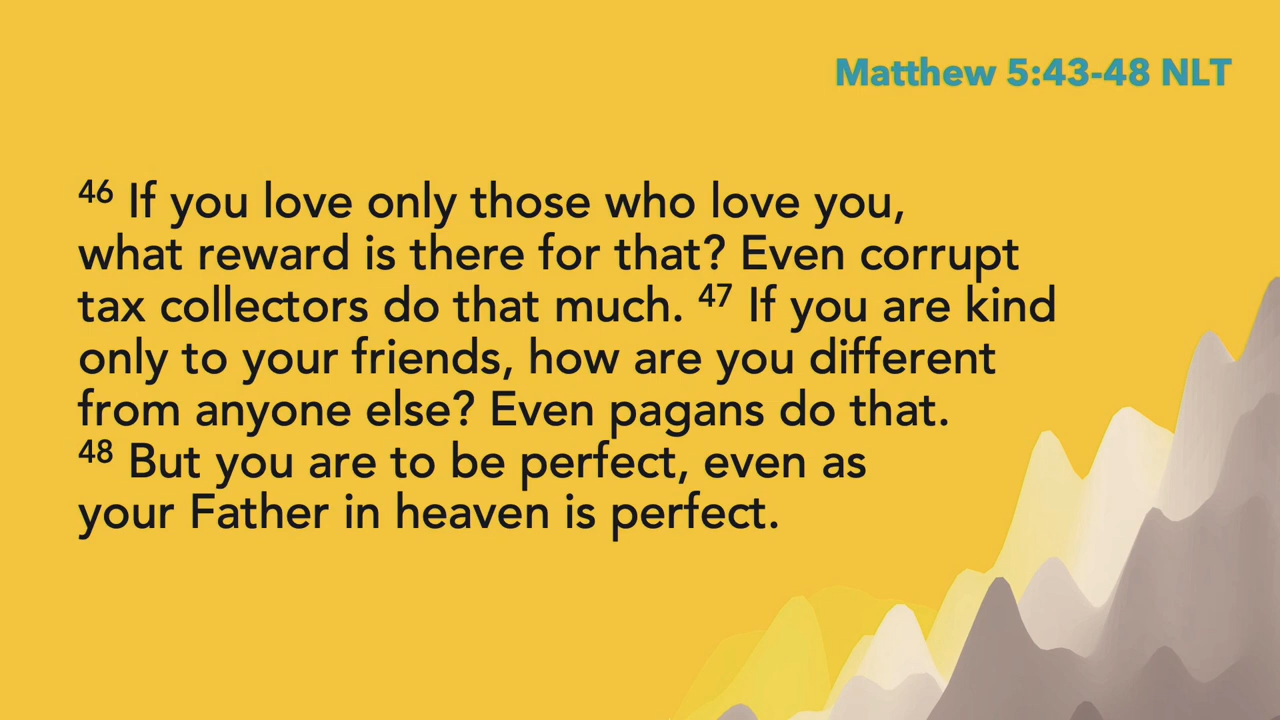 Matthew 5:43-48 NLT
46 If you love only those who love you,
what reward is there for that? Even corrupt
tax collectors do that much. 47 If you are kind
only to your friends, how are you different
from anyone else? Even pagans do that.
48 But you are to be perfect, even as
your Father in heaven is perfect.